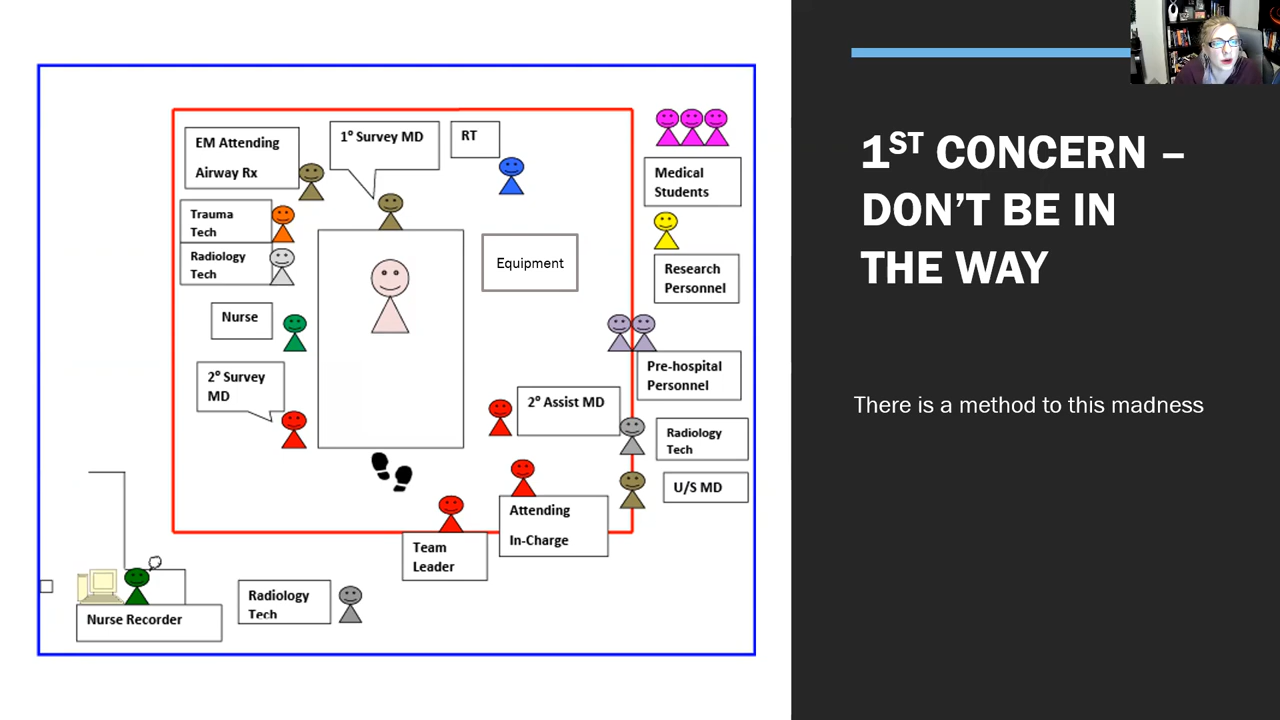 EM Attending
Airway Rx
1° Survey MD
RT
Medical
Students
Trauma
Tech
Radiology
Tech
Equipment
Research
Personnel
Nurse
Pre-hospital
Personnel
2° Survey
MD
2° Assist MD
Radiology
Tech
U/S MD
Attending
In-Charge
Team
Leader
Radiology
Tech
Nurse Recorder
1ST CONCERN –
DON’T BE IN
THE WAY
There is a method to this madness